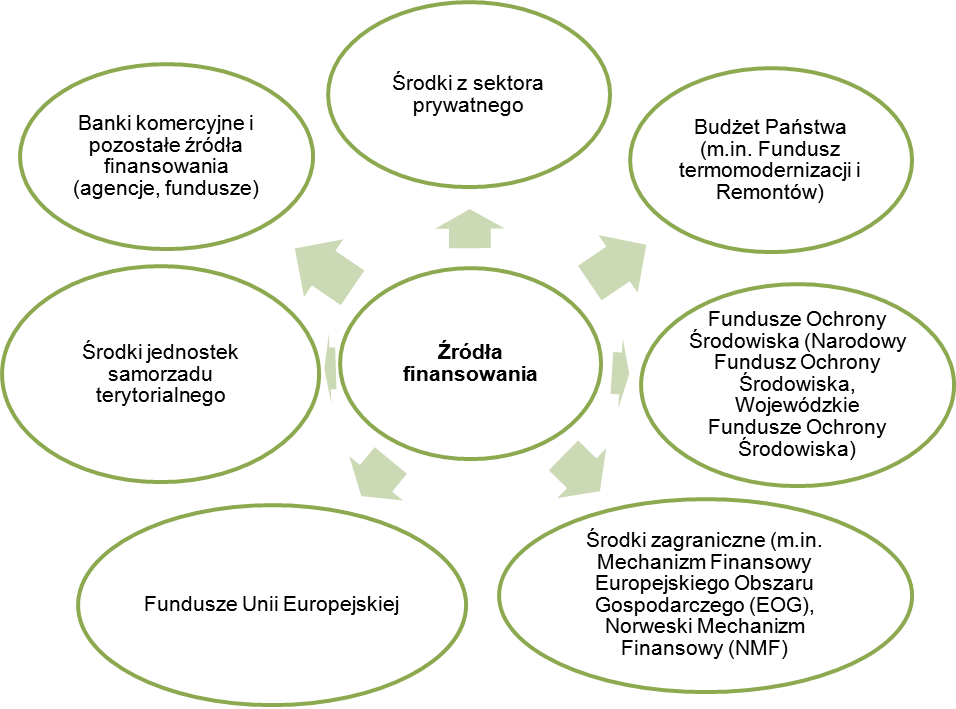 Środki z sektora
prywatnego
Banki komercyjne i
pozostałe źródła
finansowania
(agencje, fundusze)
Budżet Państwa
(m.in. Fundusz
termomodernizacji i
Remontów)
Środki jednostek
samorzadu
terytorialnego
Źródła
finansowania
Fundusze Ochrony
Środowiska (Narodowy
Fundusz Ochrony
Środowiska,
Wojewódzkie
Fundusze Ochrony
Środowiska)
Fundusze Unii Europejskiej
Środki zagraniczne (m.in.
Mechanizm Finansowy
Europejskiego Obszaru
Gospodarczego (EOG),
Norweski Mechanizm
Finansowy (NMF)